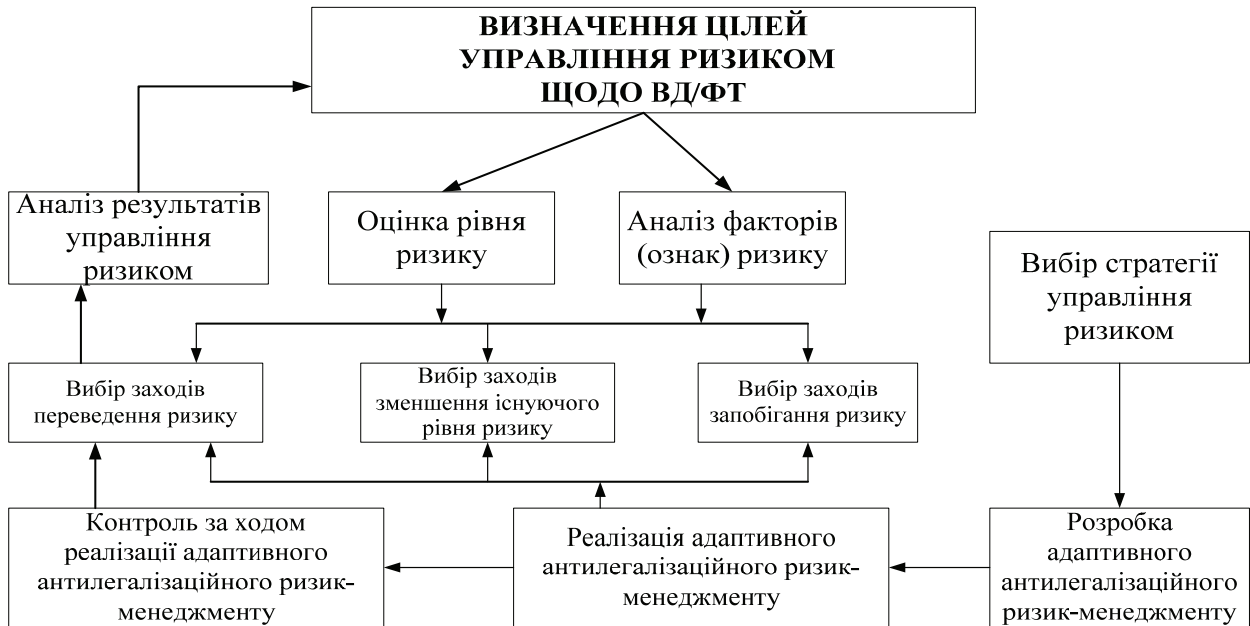 ВИЗНАЧЕННЯ ЦІЛЕЙ
УПРАВЛІННЯ РИЗИКОМ
ЩОДО ВД/ФТ
Аналіз результатів
управління
ризиком
Оцінка рівня
ризику
Аналіз факторів
(ознак) ризику
Вибір стратегії
управління
ризиком
Вибір заходів
переведення ризику
Вибір заходів
зменшення існуючого
рівня ризику
Вибір заходів
запобігання ризику
Контроль за ходом
реалізації адаптивного
антилегалізаційного ризик-
менеджменту
Реалізація адаптивного
антилегалізаційного ризик-
менеджменту
Розробка
адаптивного
антилегалізаційного
ризик-менеджменту